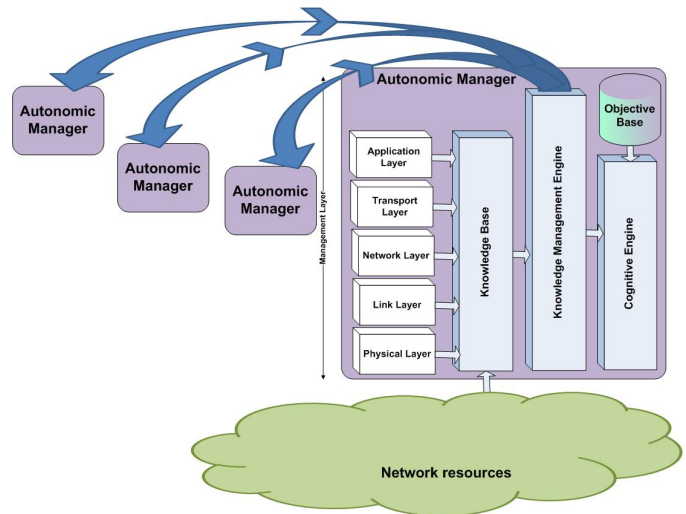 Autonomic Manager
Autonomic
Manager
Autonomic
Manager
Autonomic
Manager
Management Layer
Objective
Base
Application
Layer
Transport
Layer
Network Layer
Link Layer
Physical Layer
Knowledge Base
Knowledge Management Engine
Cognitive Engine
Network resources